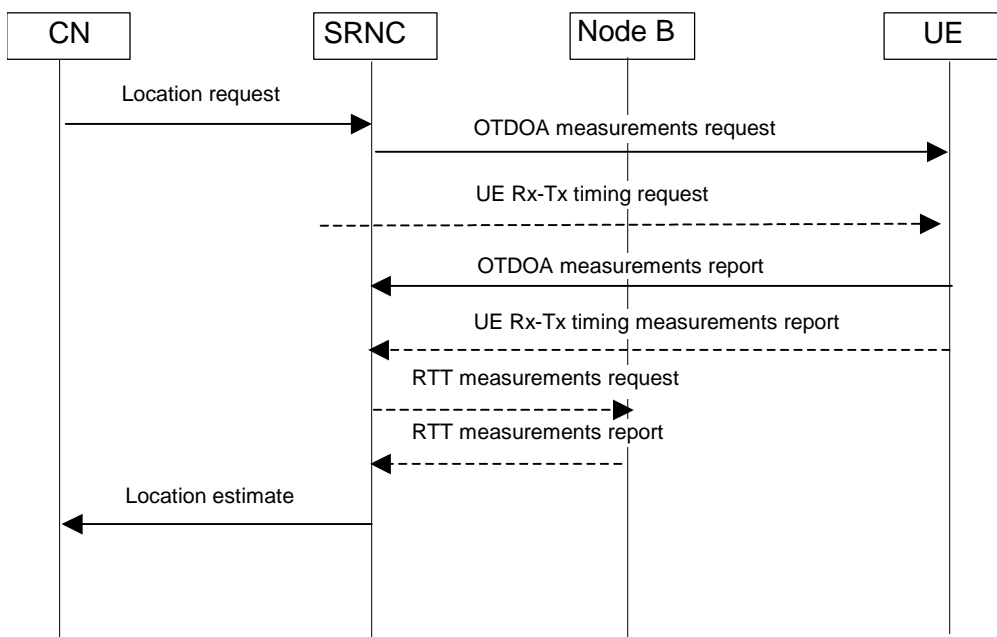 CN
SRNC
Node B
UE
Location request
OTDOA measurements request
UE Rx-Tx timing request
OTDOA measurements report
UE Rx-Tx timing measurements report
RTT measurements request
RTT measurements report
Location estimate